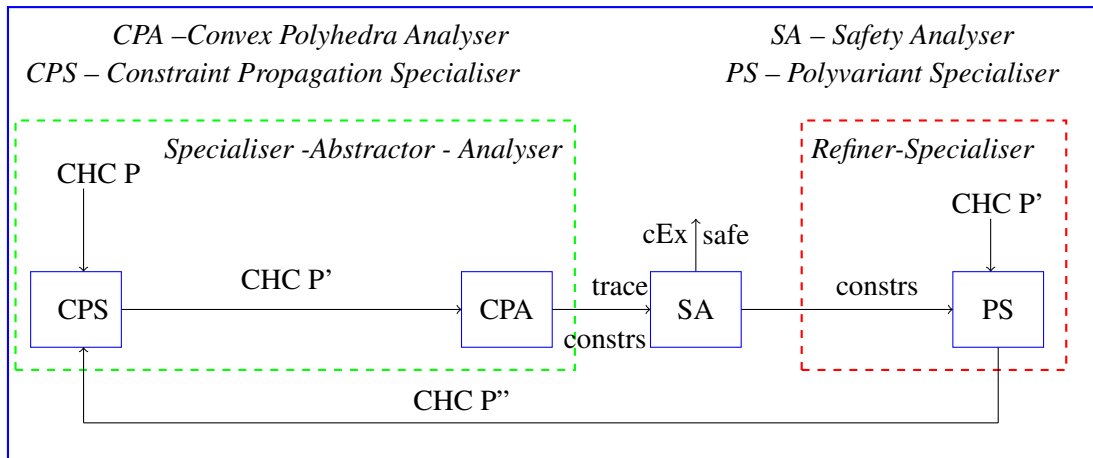 CPA –Convex Polyhedra Analyser
SA – Safety Analyser
CPS – Constraint Propagation Specialiser
PS – Polyvariant Specialiser
Specialiser -Abstractor - Analyser
Refiner-Specialiser
CHC P
CHC P'
cEx
safe
CHC P'
trace
constrs
CPS
CPA
SA
PS
constrs
CHC P”